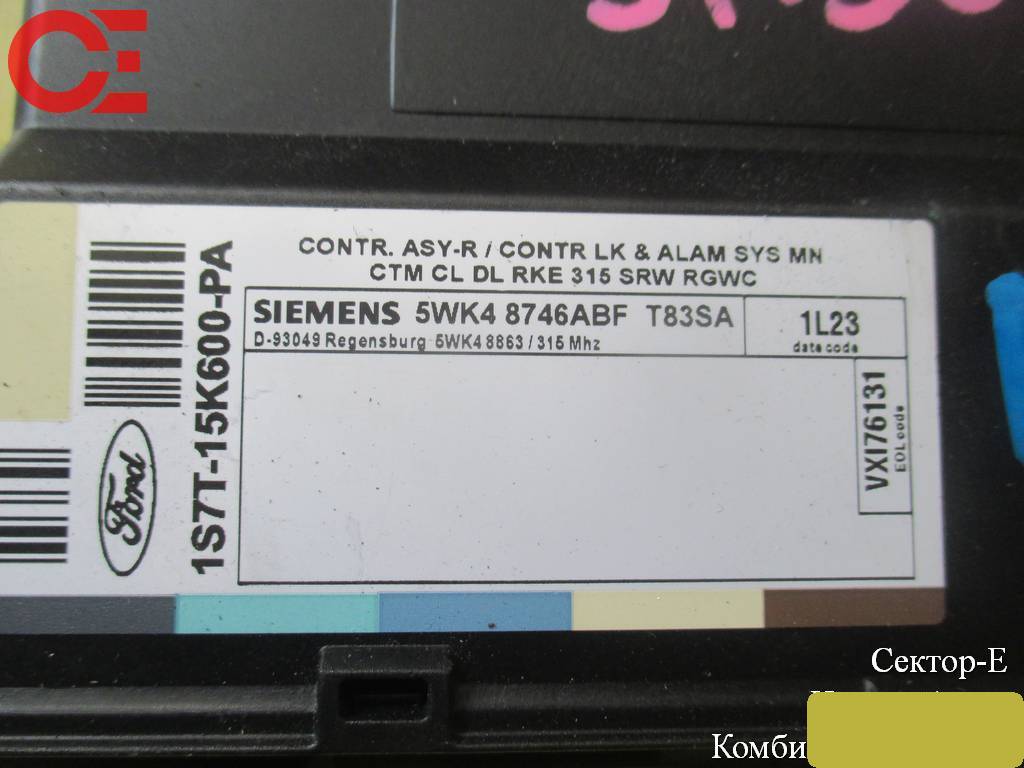 CONTR. ASY-R / CONTR LK & ALAM SYS MN
CTM CL DL RKE 315 SRW RGWC
SIEMENS 5WK4 8746ABF T83SA
D-93049 Regensburg 5WK4 8863 / 315 Mhz
1L23
date code
VXI76131
EOL code
1S7T-15K600-PA
Ford
Сектор-Е